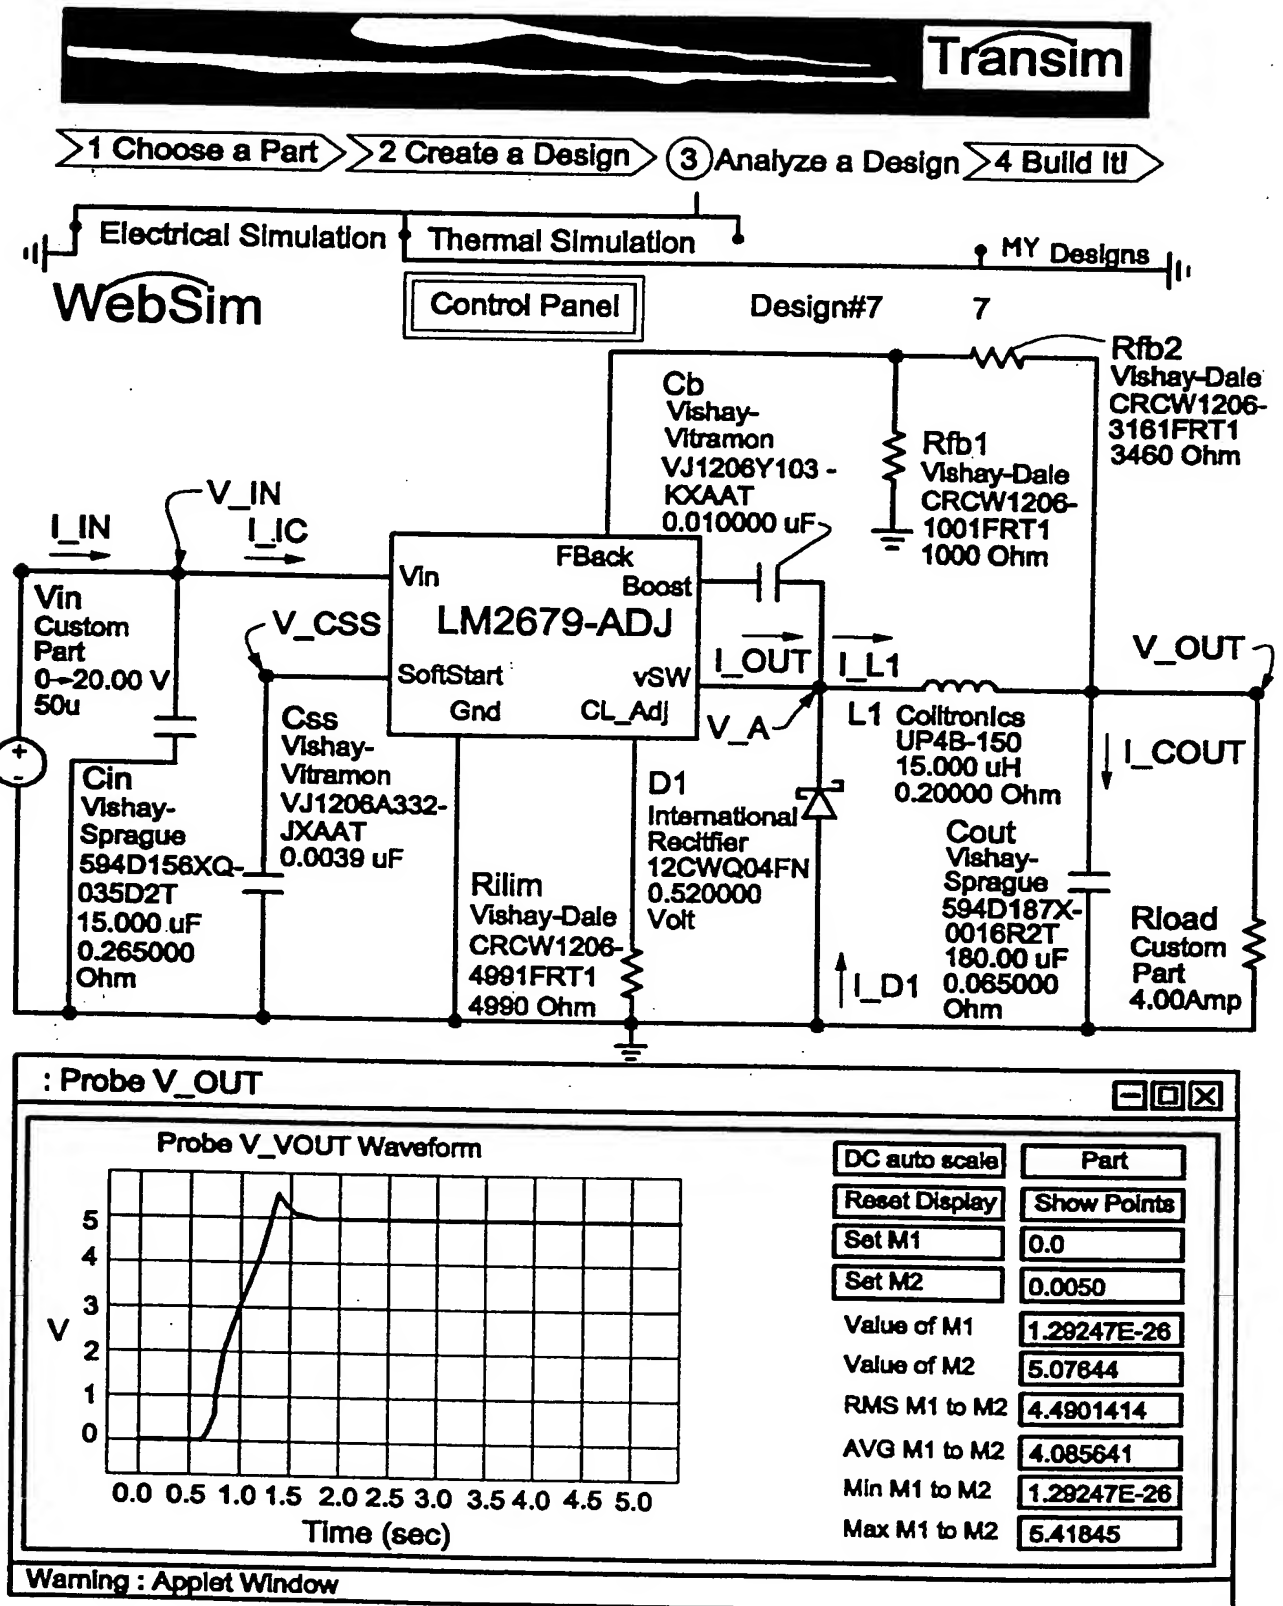 Transim
1 Choose a Part
2 Create a Design
3 Analyze a Design
4 Build It!
Electrical Simulation
Thermal Simulation
MY Designs
WebSim
Control Panel
Design#7
7
Rfb2
Vishay-Dale
CRCW1206-
3161FRT1
3460 Ohm
Cb
Vishay-
Vitramon
VJ1206Y103 -
KXAAT
0.010000 uF
Rfb1
Vishay-Dale
CRCW1206-
1001FRT1
1000 Ohm
V_IN
I_IN
I_IC
Vin
Custom
Part
0→20.00 V
50u
+
-
V_CSS
Vin
FBack
Boost
LM2679-ADJ
SoftStart
vSW
Gnd
CL_Adj
I_OUT
I_L1
V_OUT
V_A
L1
Coiltronics
UP4B-150
15.000 uH
0.20000 Ohm
I_COUT
Cin
Vishay-
Sprague
594D156XQ-
035D2T
15.000 uF
0.265000
Ohm
Css
Vishay-
Vitramon
VJ1206A332-
JXAAT
0.0039 uF
Rilim
Vishay-Dale
CRCW1206-
4991FRT1
4990 Ohm
D1
International
Recitfier
12CWQ04FN
0.520000
Volt
I_D1
Cout
Vishay-
Sprague
594D187X-
0016R2T
180.00 uF
0.065000
Ohm
Rload
Custom
Part
4.00Amp
: Probe V_OUT
Probe V_VOUT Waveform
5
4
3
2
1
0
V
0.0 0.5 1.0 1.5 2.0 2.5 3.0 3.5 4.0 4.5 5.0
Time (sec)
DC auto scale
Part
Reset Display
Show Points
Set M1
0.0
Set M2
0.0050
Value of M1
1.29247E-26
Value of M2
5.07644
RMS M1 to M2
4.4901414
AVG M1 to M2
4.085641
Min M1 to M2
1.29247E-26
Max M1 to M2
5.41845
Warning : Applet Window